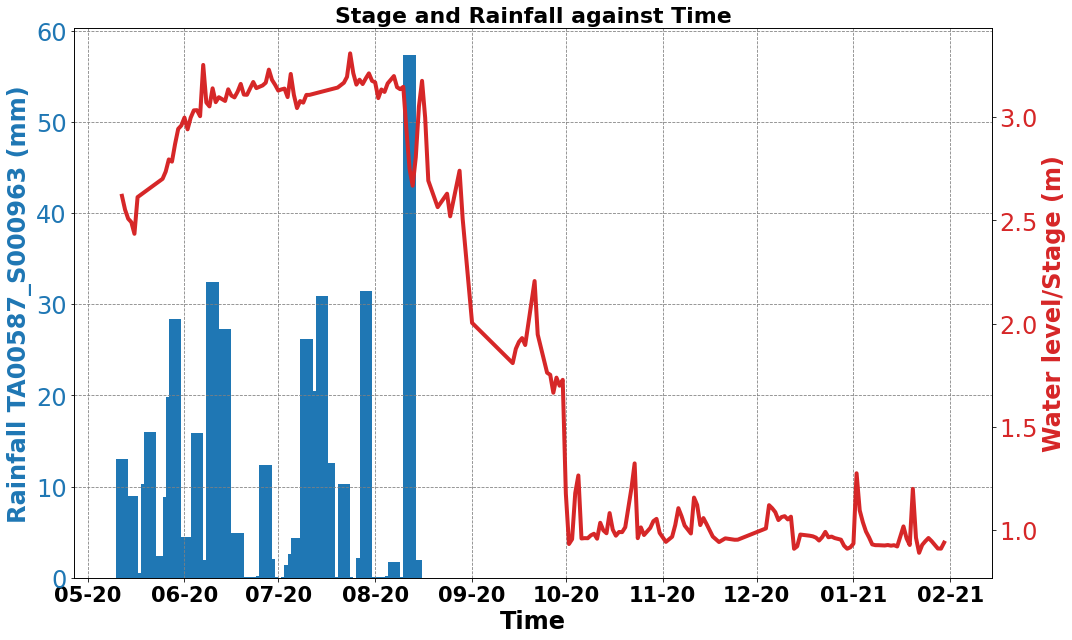 Stage and Rainfall against Time
Rainfall TA00587_S000963 (mm)
60
50
40
30
20
10
0
3.0
2.5
2.0
1.5
1.0
Water level/Stage (m)
05-20 06-20 07-20 08-20 09-20 10-20 11-20 12-20 01-21 02-21
Time